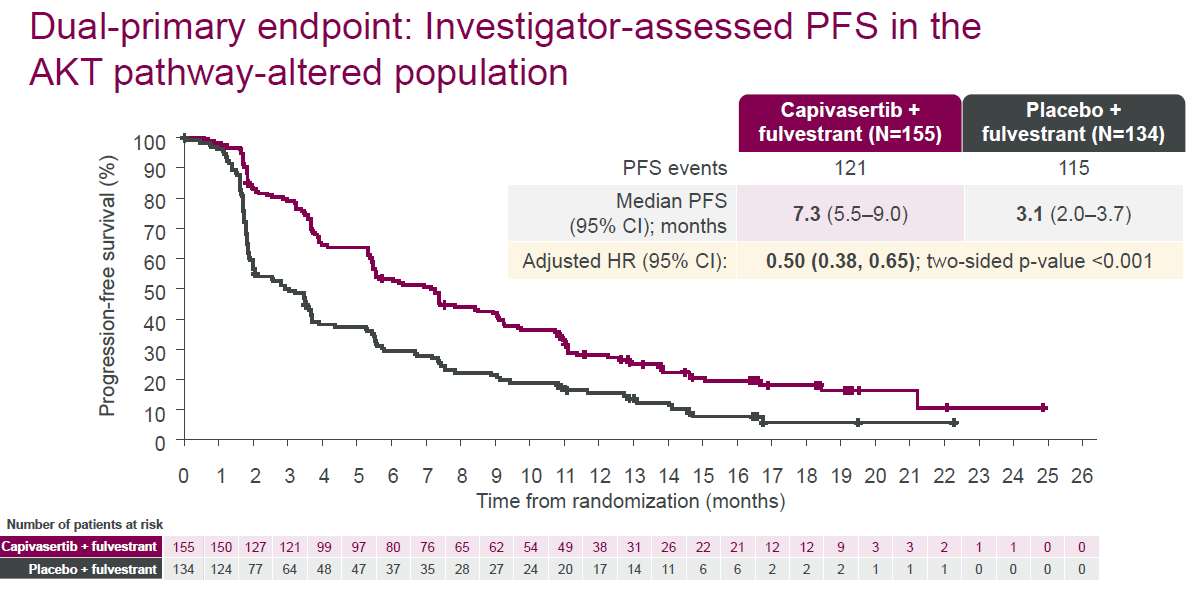 Dual-primary endpoint: Investigator-assessed PFS in the
AKT pathway-altered population
Capivasertib +
fulvestrant (N=155)
Placebo +
fulvestrant (N=134)
PFS events 121 115
Median PFS
(95% CI); months
7.3 (5.5–9.0) 3.1 (2.0–3.7)
Adjusted HR (95% CI): 0.50 (0.38, 0.65); two-sided p-value <0.001
Progression-free survival (%)
100
90
80
70
60
50
40
30
20
10
0
0 1 2 3 4 5 6 7 8 9 10 11 12 13 14 15 16 17 18 19 20 21 22 23 24 25 26
Time from randomization (months)
Number of patients at risk
Capivasertib + fulvestrant 155 150 127 121 99 97 80 76 65 62 54 49 38 31 26 22 21 12 12 9 3 3 2 1 1 0 0
Placebo + fulvestrant 134 124 77 64 48 47 37 35 28 27 24 20 17 14 11 6 6 2 2 2 1 1 1 0 0 0 0